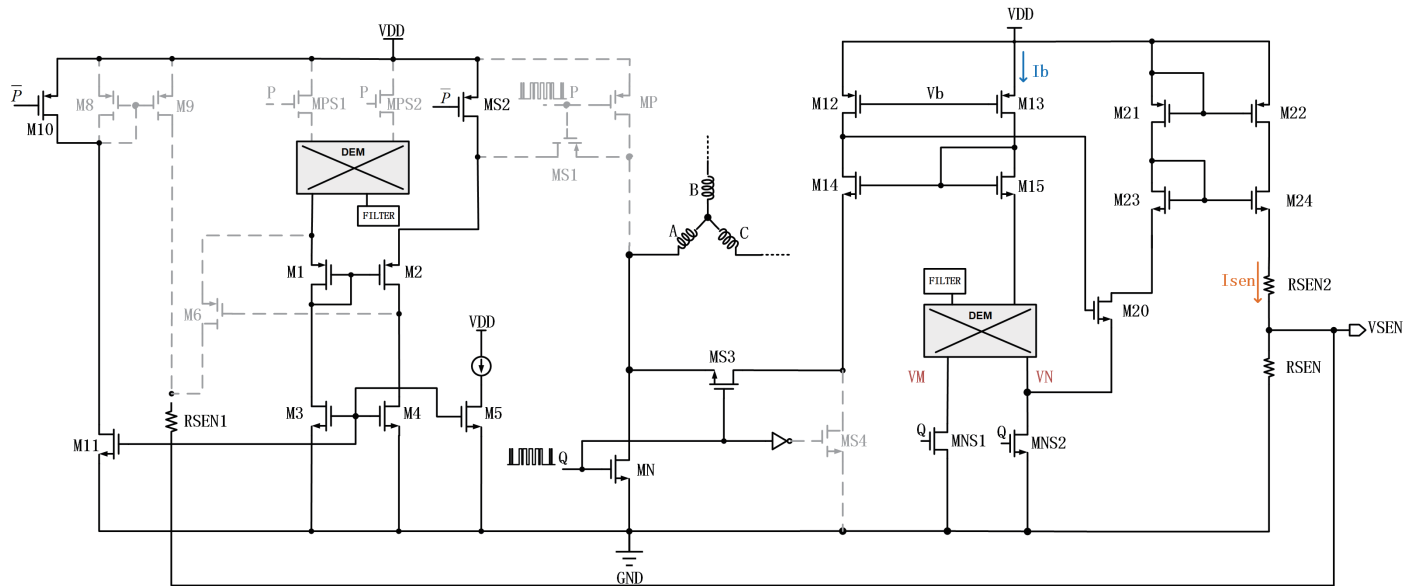 VDD
VDD
P̅
M10
M8
M9
P
MPS1
P
MPS2
P̅
MS2
P
MP
MS1
DEM
FILTER
M1
M2
M6
VDD
M3
M4
M5
RSEN1
M11
B
A
C
MS3
Q
MN
GND
MS4
Ib
M12
Vb
M13
M14
M15
M21
M22
M23
M24
FILTER
DEM
VM
VN
M20
Isen
RSEN2
VSEN
RSEN
Q
MNS1
Q
MNS2